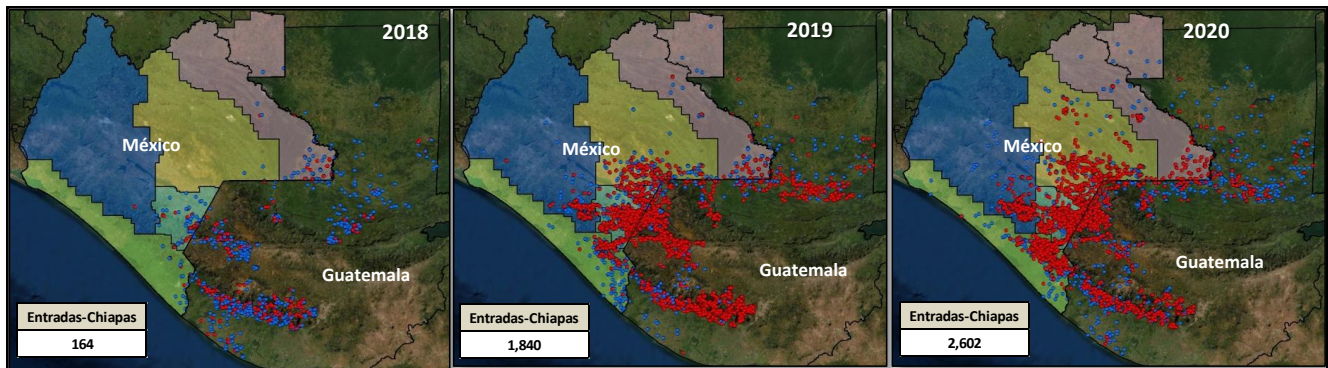 2018
México
Guatemala
Entradas-Chiapas
164
2019
México
Guatemala
Entradas-Chiapas
1,840
2020
México
Guatemala
Entradas-Chiapas
2,602